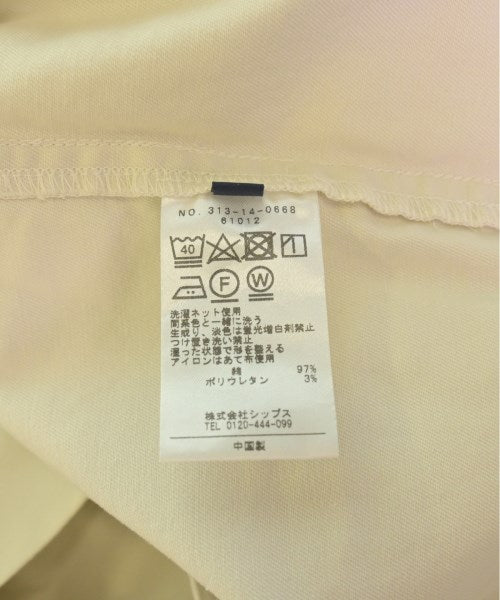 NO. 313-14-0668
61012
40
F W
洗濯ネット使用
同系色と一緒に洗う
生成り、淡色は蛍光増白剤禁止
つけ置き洗い禁止
湿った状態で形を整える
アイロンはあて布使用
綿 97%
ポリウレタン 3%
株式会社シップス
TEL 0120-444-099
中国製